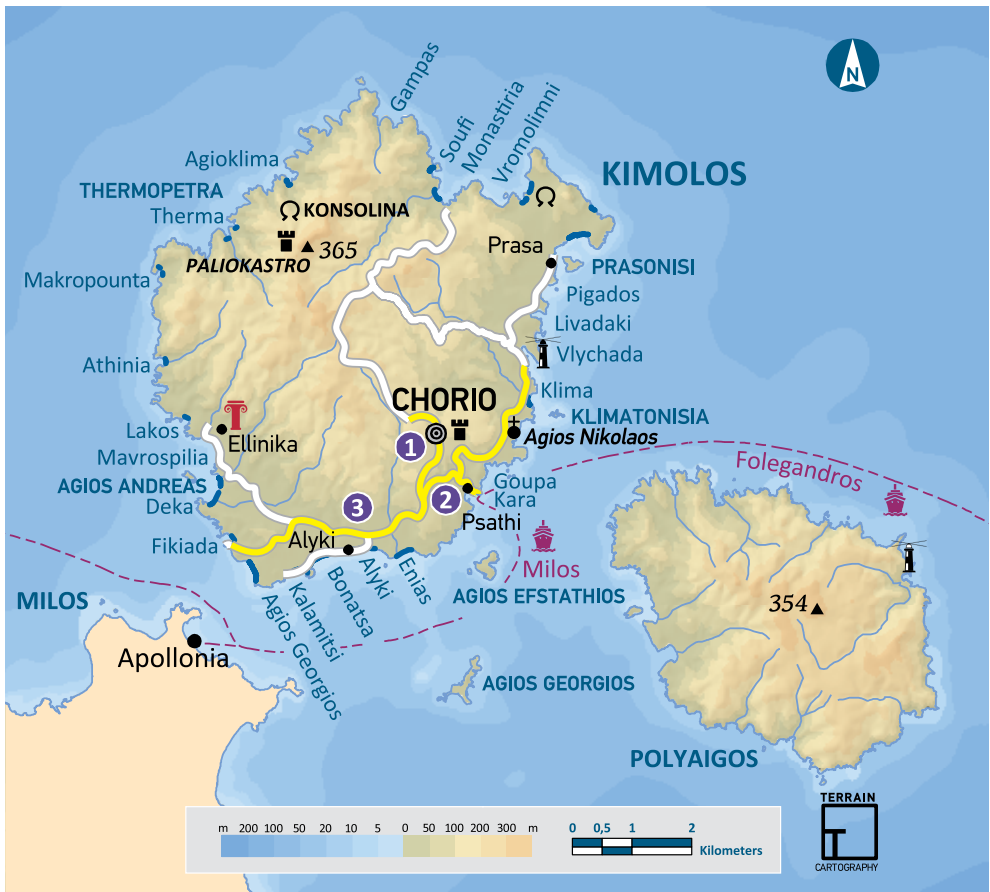 N
Gampas
Soufi
Monastiria
Vromolimni
Agioklima
KIMOLOS
THERMOPETRA
KONSOLINA
Therma
Prasa
365
PALIOKASTRO
PRASONISI
Makropounta
Pigados
Livadaki
Vlychada
Athinia
Klima
CHORIO
KLIMATONISIA
Lakos
Agios Nikolaos
Ellinika
1
Mavrospilia
Folegandros
AGIOS ANDREAS
Goupa
Kara
2
Deka
3
Psathi
Fikiada
Alyki
Milos
Alyki
Enias
Bonatsa
Kalamitsi
Agios Georgios
AGIOS EFSTATHIOS
MILOS
354
Apollonia
AGIOS GEORGIOS
POLYAIGOS
TERRAIN
T
CARTOGRAPHY
m 200 100 50 20 10 5 0 50 100 200 300 m
0 0,5 1 2
Kilometers